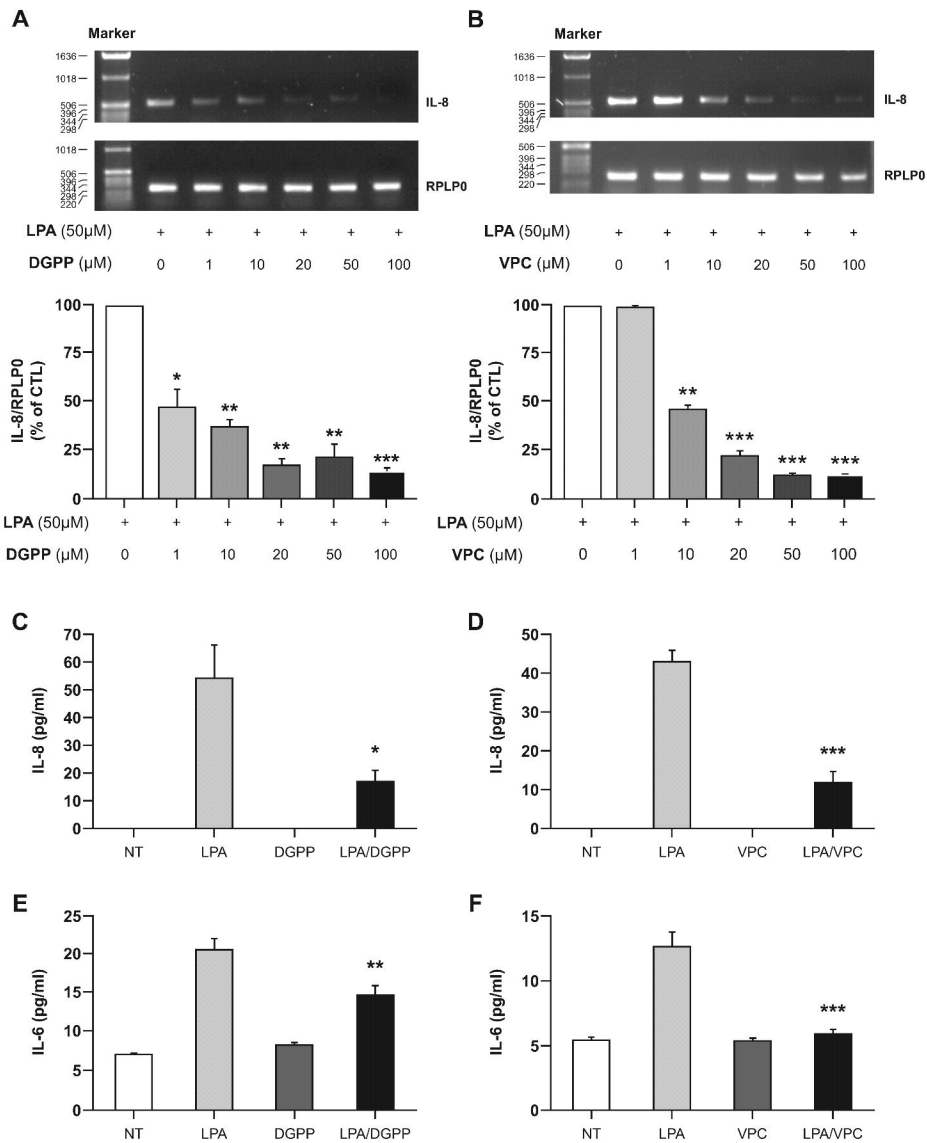 A
Marker
1636
1018
506
396
344
298
IL-8
1018
506
396
344
298
220
RPLP0
LPA (50µM) + + + + + +
DGPP (µM) 0 1 10 20 50 100
IL-8/RPLP0
(% of CTL)
100
75
50
25
0
* ** ** ** ***
LPA (50µM) + + + + + +
DGPP (µM) 0 1 10 20 50 100
B
Marker
1636
1018
506
396
344
298
IL-8
506
396
344
298
220
RPLP0
LPA (50µM) + + + + + +
VPC (µM) 0 1 10 20 50 100
IL-8/RPLP0
(% of CTL)
100
75
50
25
0
** *** *** ***
LPA (50µM) + + + + + +
VPC (µM) 0 1 10 20 50 100
C
IL-8 (pg/ml)
70
60
50
40
30
20
10
0
*
NT LPA DGPP LPA/DGPP
D
IL-8 (pg/ml)
50
40
30
20
10
0
***
NT LPA VPC LPA/VPC
E
IL-6 (pg/ml)
25
20
15
10
5
0
**
NT LPA DGPP LPA/DGPP
F
IL-6 (pg/ml)
15
10
5
0
***
NT LPA VPC LPA/VPC